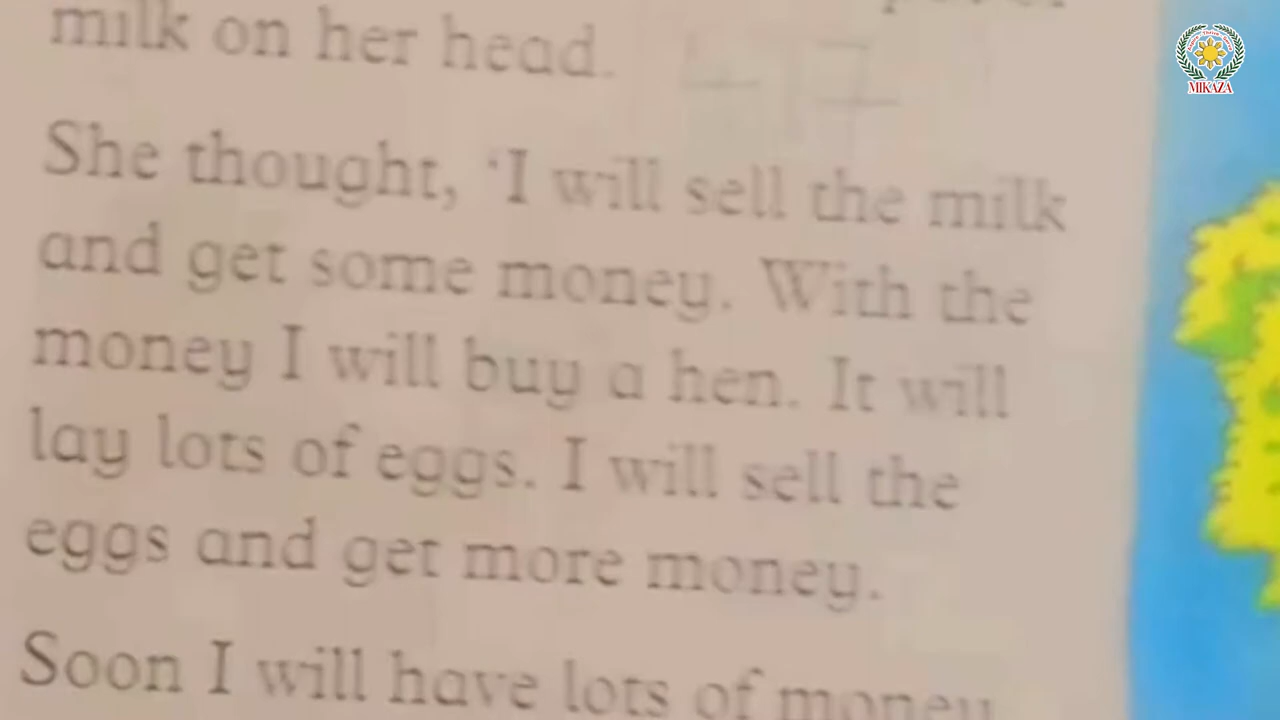 milk on her head.
She thought, 'I will sell the milk
and get some money. With the
money I will buy a hen. It will
lay lots of eggs. I will sell the
eggs and get more money.
Soon I will have lots of money
MIKAZA